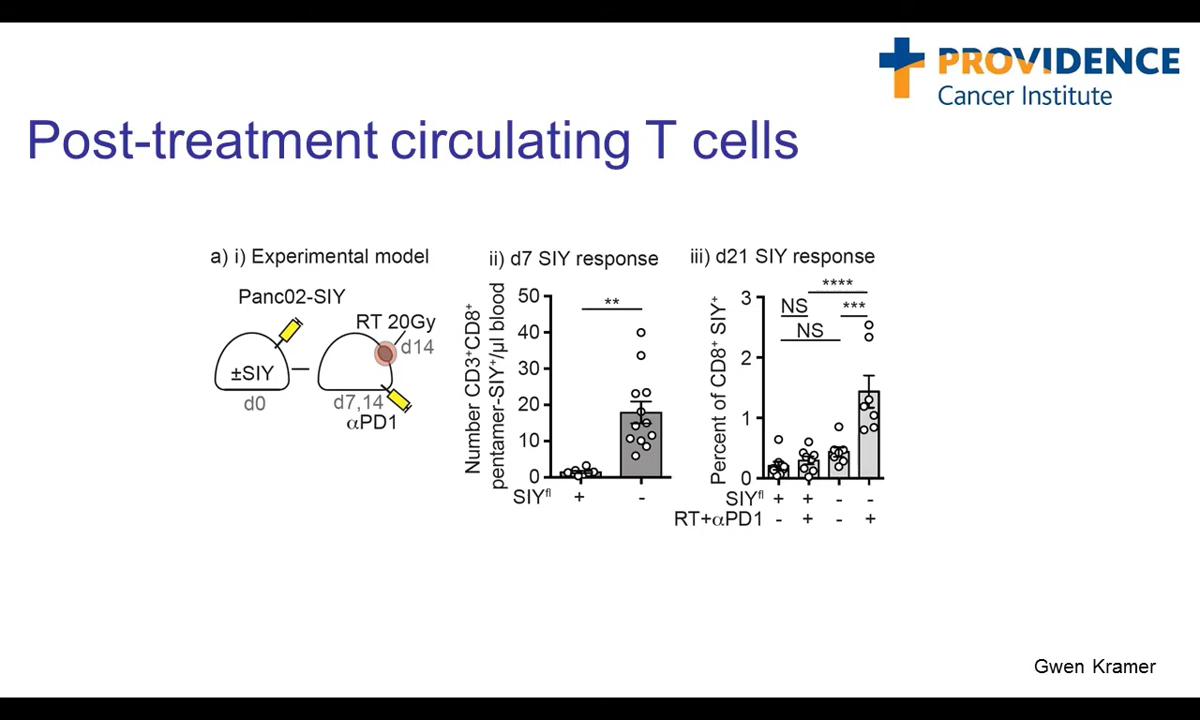 PROVIDENCE
Cancer Institute
Post-treatment circulating T cells
a) i) Experimental model
Panc02-SIY
±SIY
d0
RT 20Gy
d14
d7,14
αPD1
ii) d7 SIY response
Number CD3⁺CD8⁺
pentamer-SIY⁺/µl blood
50
40
30
20
10
0
**
SIYᶠˡ + -
iii) d21 SIY response
Percent of CD8⁺ SIY⁺
3
2
1
0
****
NS ***
NS
SIYᶠˡ + + - -
RT+αPD1 - + - +
Gwen Kramer